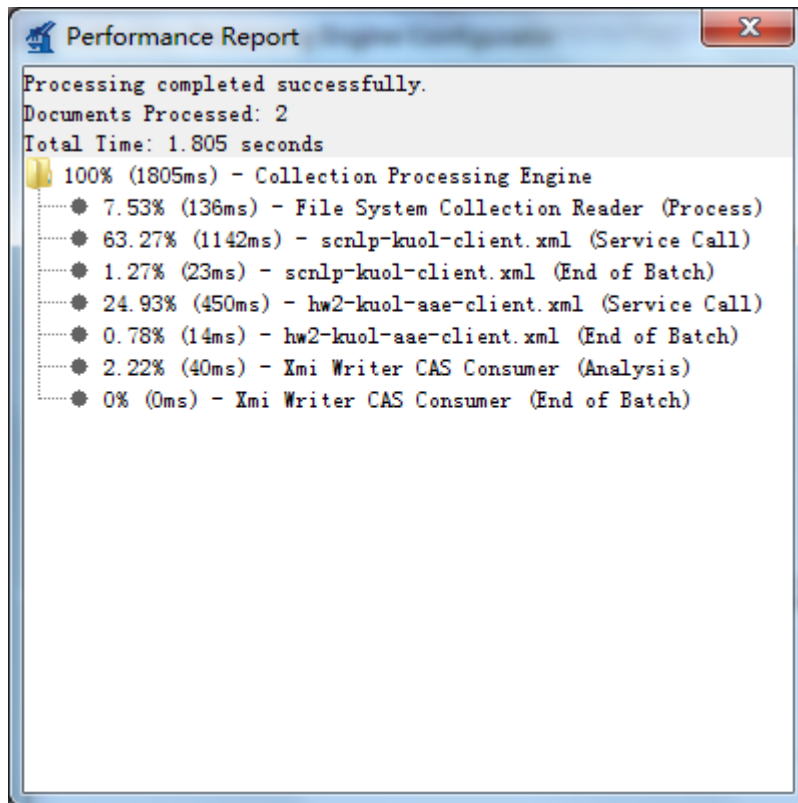 Performance Report
Processing completed successfully.
Documents Processed: 2
Total Time: 1.805 seconds
100% (1805ms) - Collection Processing Engine
7.53% (136ms) - File System Collection Reader (Process)
63.27% (1142ms) - scnlp-kuol-client.xml (Service Call)
1.27% (23ms) - scnlp-kuol-client.xml (End of Batch)
24.93% (450ms) - hw2-kuol-aae-client.xml (Service Call)
0.78% (14ms) - hw2-kuol-aae-client.xml (End of Batch)
2.22% (40ms) - Xmi Writer CAS Consumer (Analysis)
0% (0ms) - Xmi Writer CAS Consumer (End of Batch)